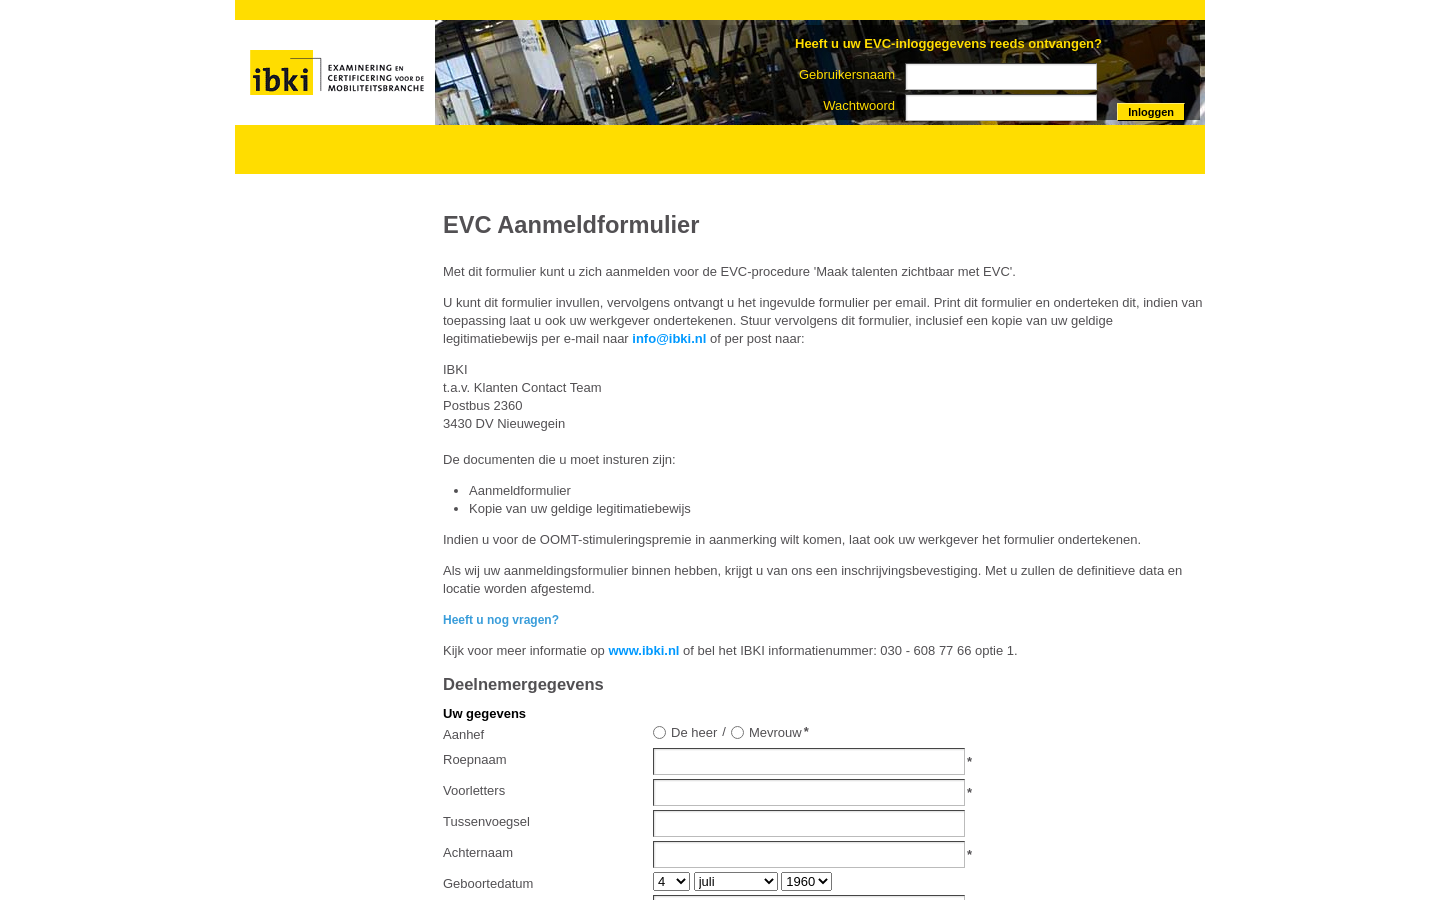 ibki
EXAMINERING EN
CERTIFICERING VOOR DE
MOBILITEITSBRANCHE
Heeft u uw EVC-inloggegevens reeds ontvangen?
Gebruikersnaam
Wachtwoord
Inloggen
EVC Aanmeldformulier
Met dit formulier kunt u zich aanmelden voor de EVC-procedure 'Maak talenten zichtbaar met EVC'.
U kunt dit formulier invullen, vervolgens ontvangt u het ingevulde formulier per email. Print dit formulier en onderteken dit, indien van
toepassing laat u ook uw werkgever ondertekenen. Stuur vervolgens dit formulier, inclusief een kopie van uw geldige
legitimatiebewijs per e-mail naar info@ibki.nl of per post naar:
IBKI
t.a.v. Klanten Contact Team
Postbus 2360
3430 DV Nieuwegein
De documenten die u moet insturen zijn:
• Aanmeldformulier
• Kopie van uw geldige legitimatiebewijs
Indien u voor de OOMT-stimuleringspremie in aanmerking wilt komen, laat ook uw werkgever het formulier ondertekenen.
Als wij uw aanmeldingsformulier binnen hebben, krijgt u van ons een inschrijvingsbevestiging. Met u zullen de definitieve data en
locatie worden afgestemd.
Heeft u nog vragen?
Kijk voor meer informatie op www.ibki.nl of bel het IBKI informatienummer: 030 - 608 77 66 optie 1.
Deelnemergegevens
Uw gegevens
Aanhef De heer / Mevrouw *
Roepnaam *
Voorletters *
Tussenvoegsel
Achternaam *
Geboortedatum 4 juli 1960